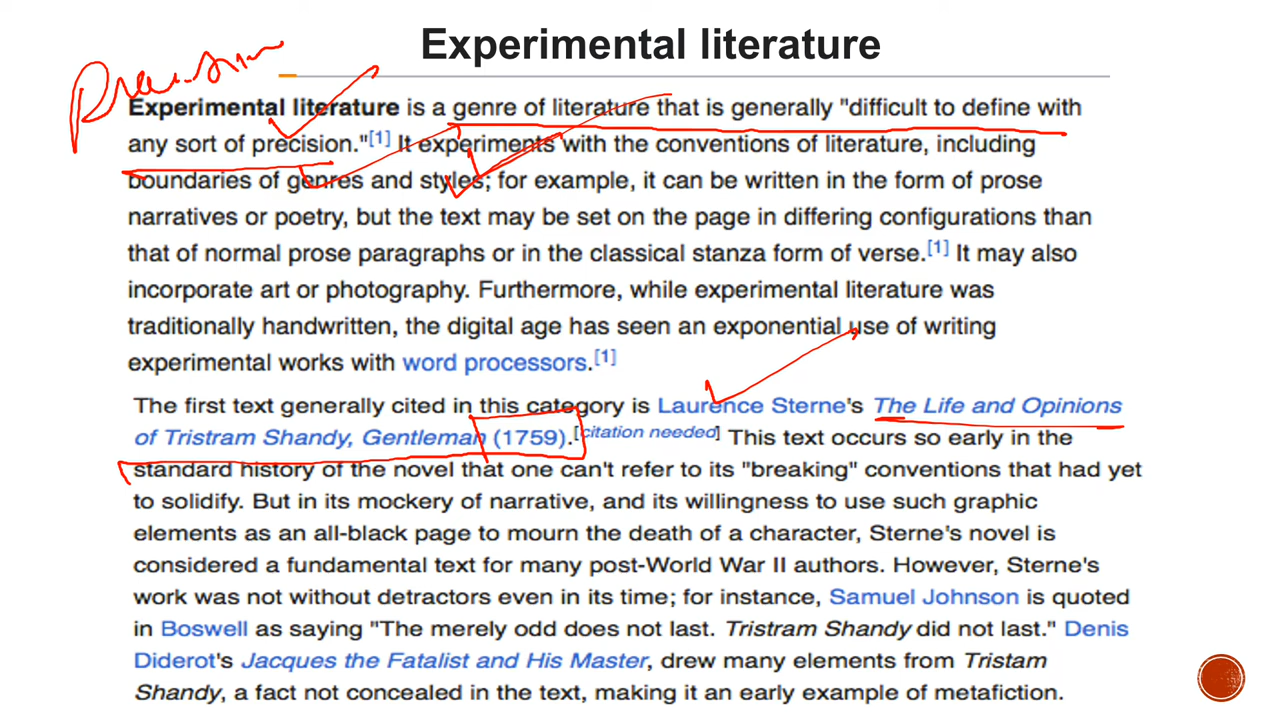 Experimental literature
Precision
Experimental literature is a genre of literature that is generally "difficult to define with
any sort of precision."[1] It experiments with the conventions of literature, including
boundaries of genres and styles; for example, it can be written in the form of prose
narratives or poetry, but the text may be set on the page in differing configurations than
that of normal prose paragraphs or in the classical stanza form of verse.[1] It may also
incorporate art or photography. Furthermore, while experimental literature was
traditionally handwritten, the digital age has seen an exponential use of writing
experimental works with word processors.[1]
The first text generally cited in this category is Laurence Sterne's The Life and Opinions
of Tristram Shandy, Gentleman (1759).[citation needed] This text occurs so early in the
standard history of the novel that one can't refer to its "breaking" conventions that had yet
to solidify. But in its mockery of narrative, and its willingness to use such graphic
elements as an all-black page to mourn the death of a character, Sterne's novel is
considered a fundamental text for many post-World War II authors. However, Sterne's
work was not without detractors even in its time; for instance, Samuel Johnson is quoted
in Boswell as saying "The merely odd does not last. Tristram Shandy did not last." Denis
Diderot's Jacques the Fatalist and His Master, drew many elements from Tristam
Shandy, a fact not concealed in the text, making it an early example of metafiction.